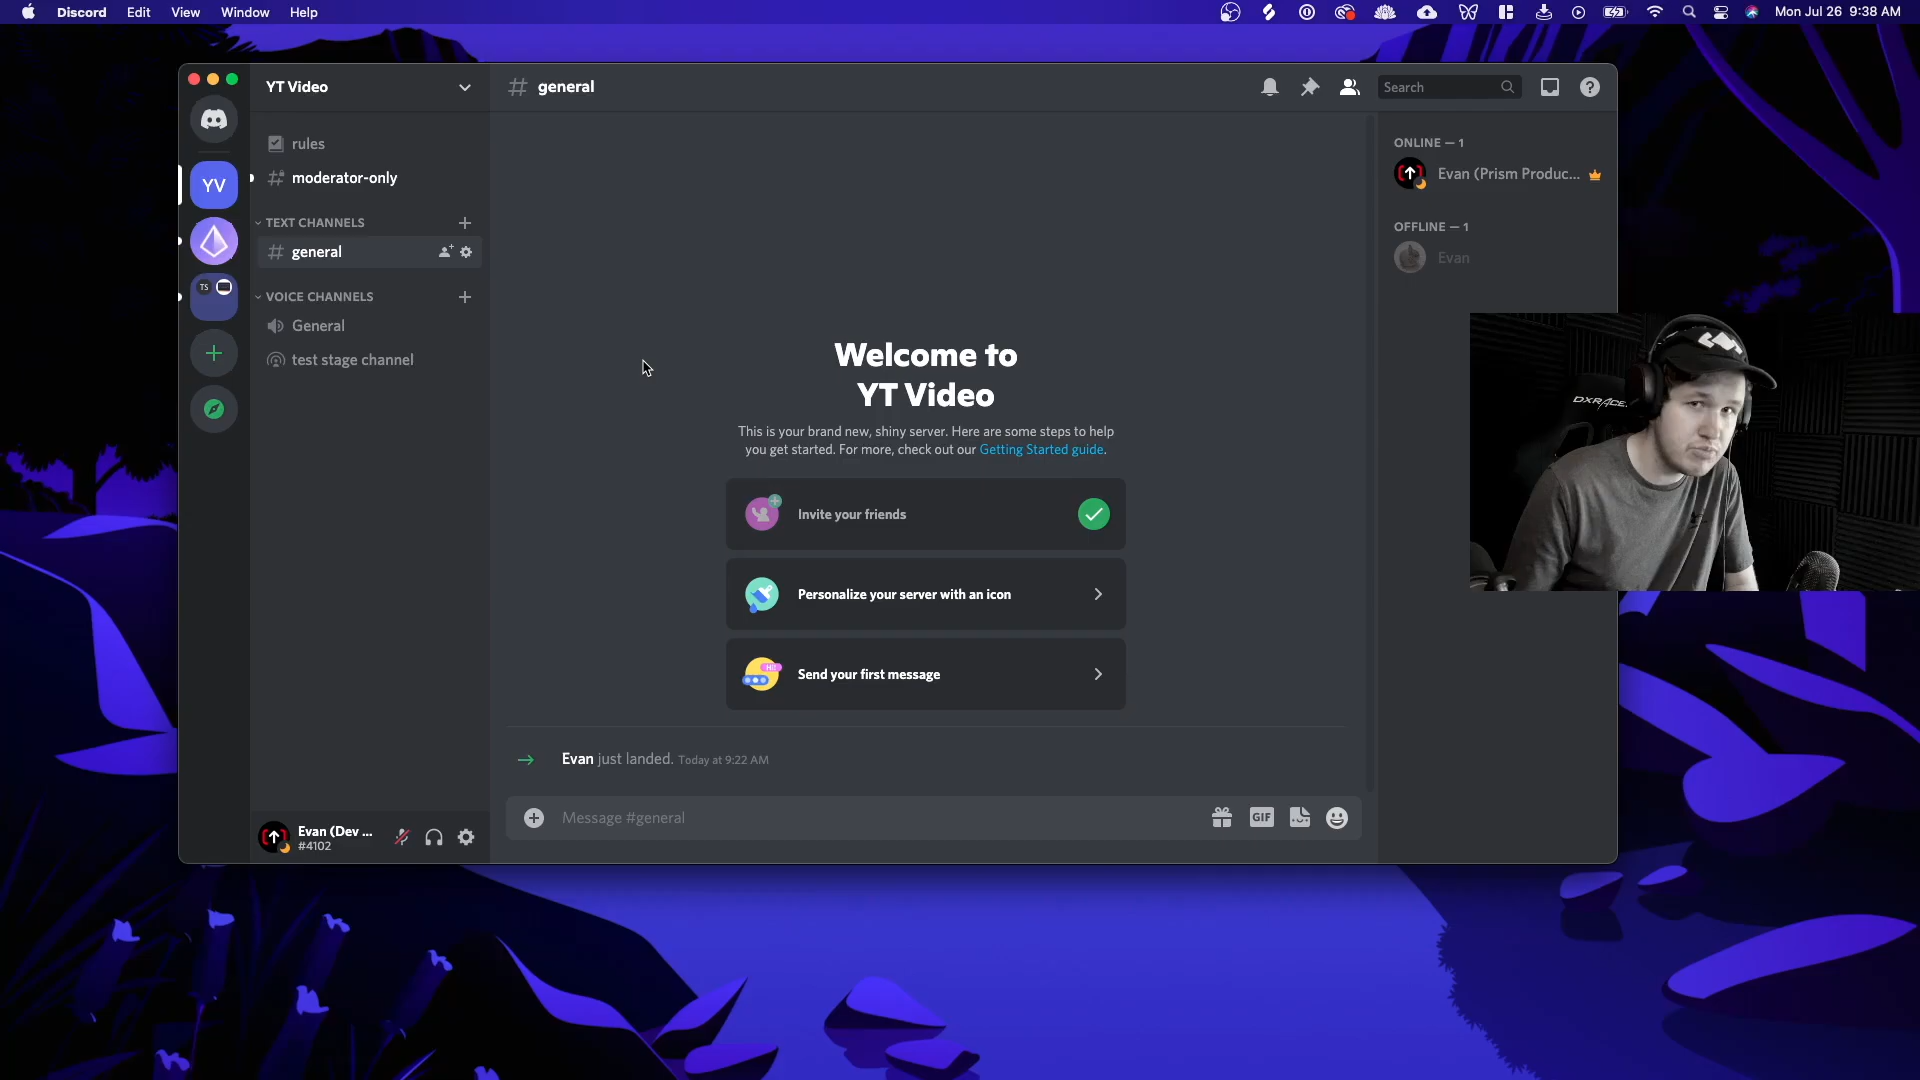 Discord Edit View Window Help
Mon Jul 26 9:38 AM
YT Video
general
Search
rules
moderator-only
YV
TEXT CHANNELS
general
TS
VOICE CHANNELS
General
test stage channel
Welcome to
YT Video
This is your brand new, shiny server. Here are some steps to help
you get started. For more, check out our Getting Started guide.
Invite your friends
Personalize your server with an icon
HI!
Send your first message
Evan just landed. Today at 9:22 AM
Message #general
GIF
Evan (Dev ...
#4102
ONLINE — 1
Evan (Prism Produc...
OFFLINE — 1
Evan
DXRACE